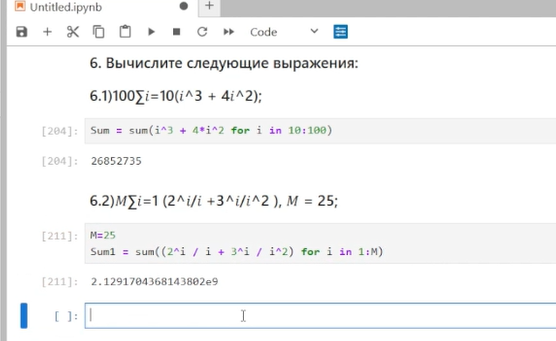 Untitled.ipynb
Code
6. Вычислите следующие выражения:
6.1)100∑i=10(i^3 + 4i^2);
[204]: Sum = sum(i^3 + 4*i^2 for i in 10:100)
[204]: 26852735
6.2)M∑i=1 (2^i/i +3^i/i^2 ), M = 25;
[211]: M=25
Sum1 = sum((2^i / i + 3^i / i^2) for i in 1:M)
[211]: 2.1291704368143802e9
[ ]: